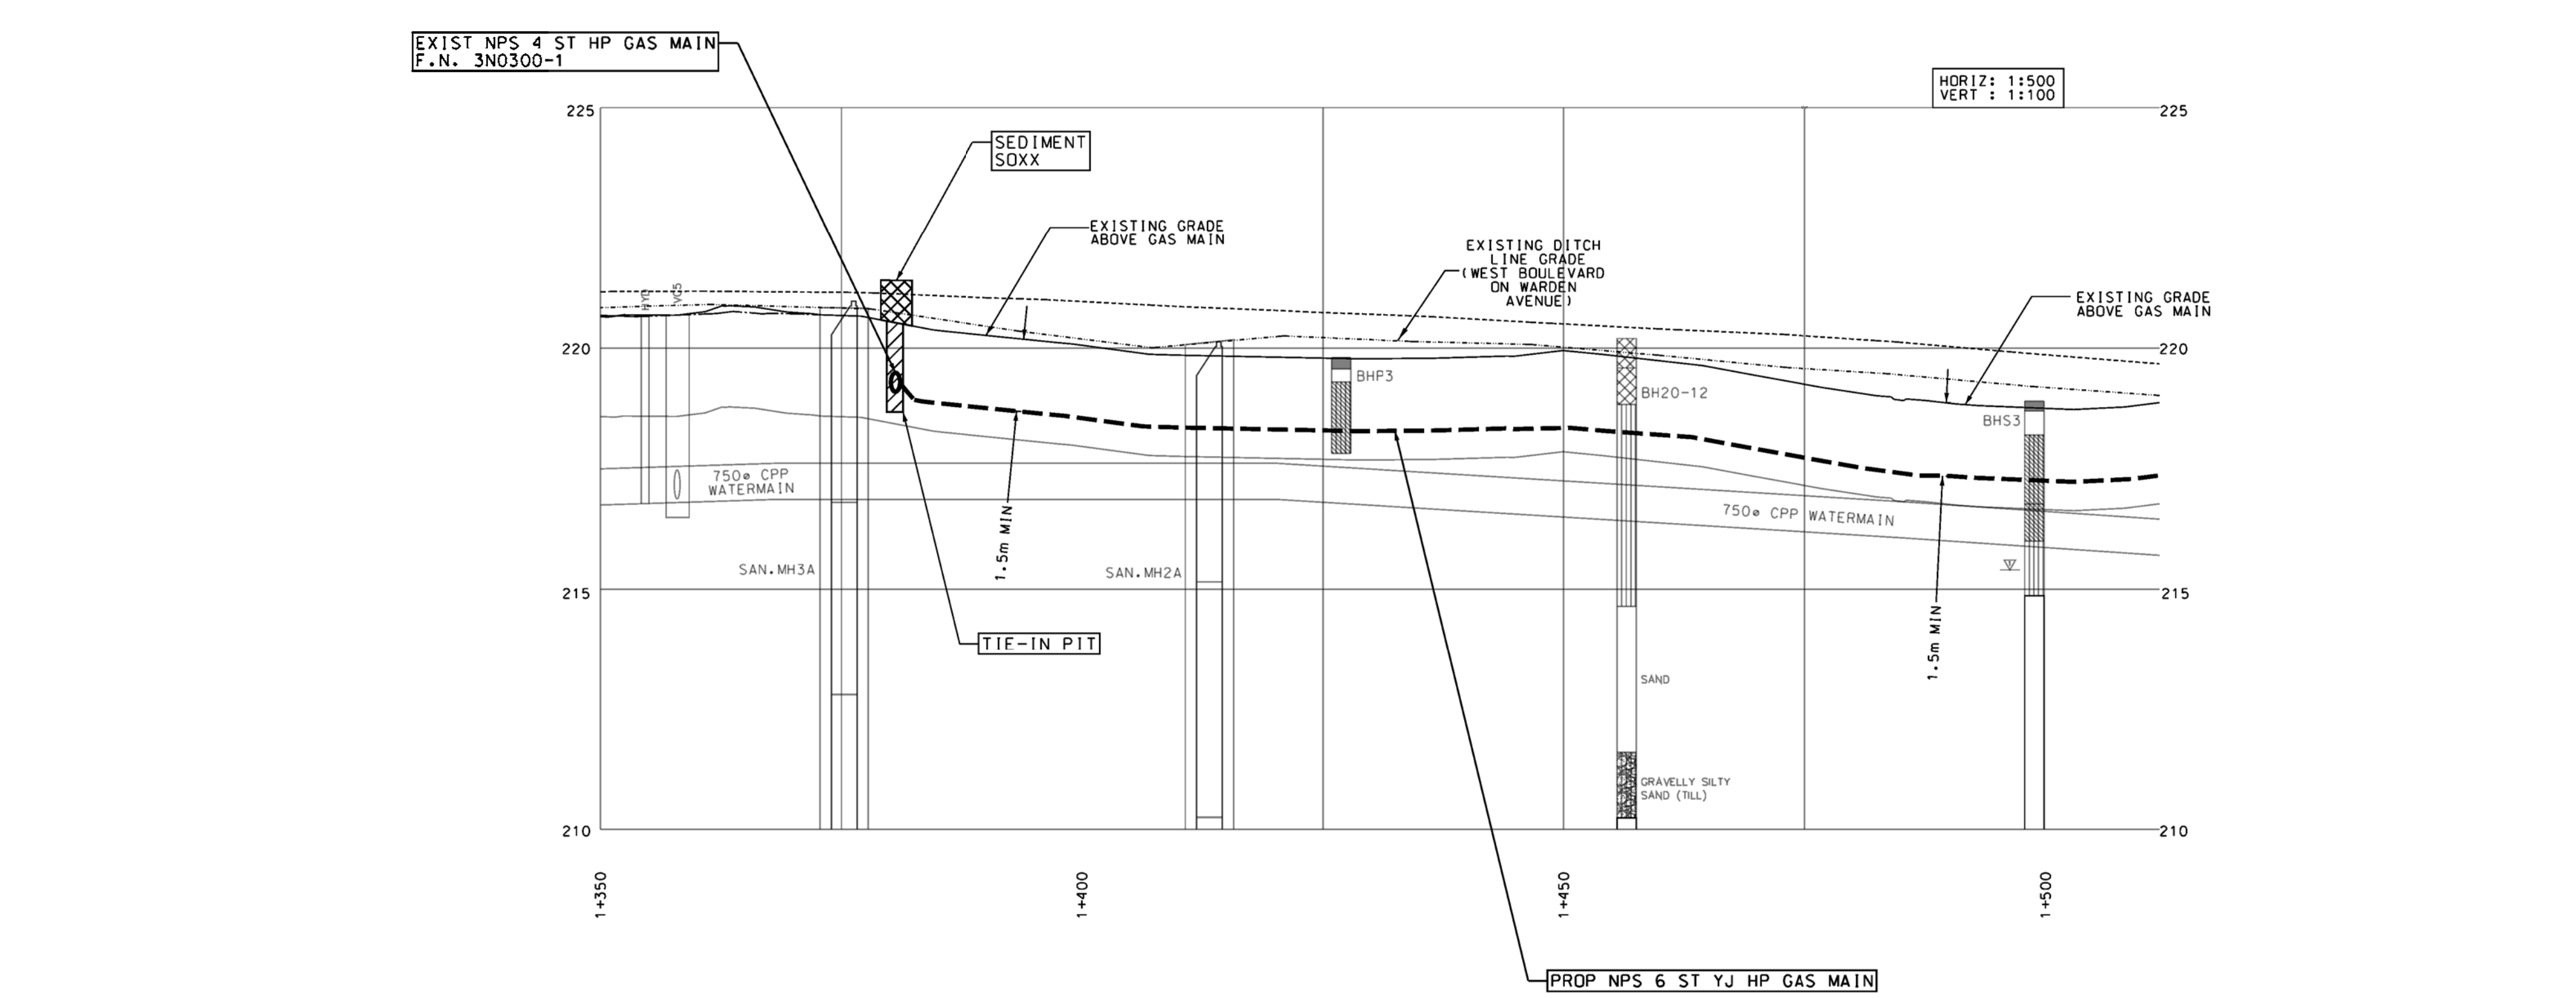 EXIST NPS 4 ST HP GAS MAIN
F.N. 3N0300-1
HORIZ: 1:500
VERT : 1:100
225
225
SEDIMENT
SOXX
EXISTING GRADE
ABOVE GAS MAIN
EXISTING DITCH
LINE GRADE
(WEST BOULEVARD
ON WARDEN
AVENUE)
EXISTING GRADE
ABOVE GAS MAIN
HYD
VC5
220
220
BHP3
BH20-12
BHS3
750ø CPP
WATERMAIN
750ø CPP WATERMAIN
1.5m MIN
SAN.MH3A
SAN.MH2A
215
215
1.5m MIN
TIE-IN PIT
SAND
GRAVELLY SILTY
SAND (TILL)
210
210
1+350
1+400
1+450
1+500
PROP NPS 6 ST YJ HP GAS MAIN